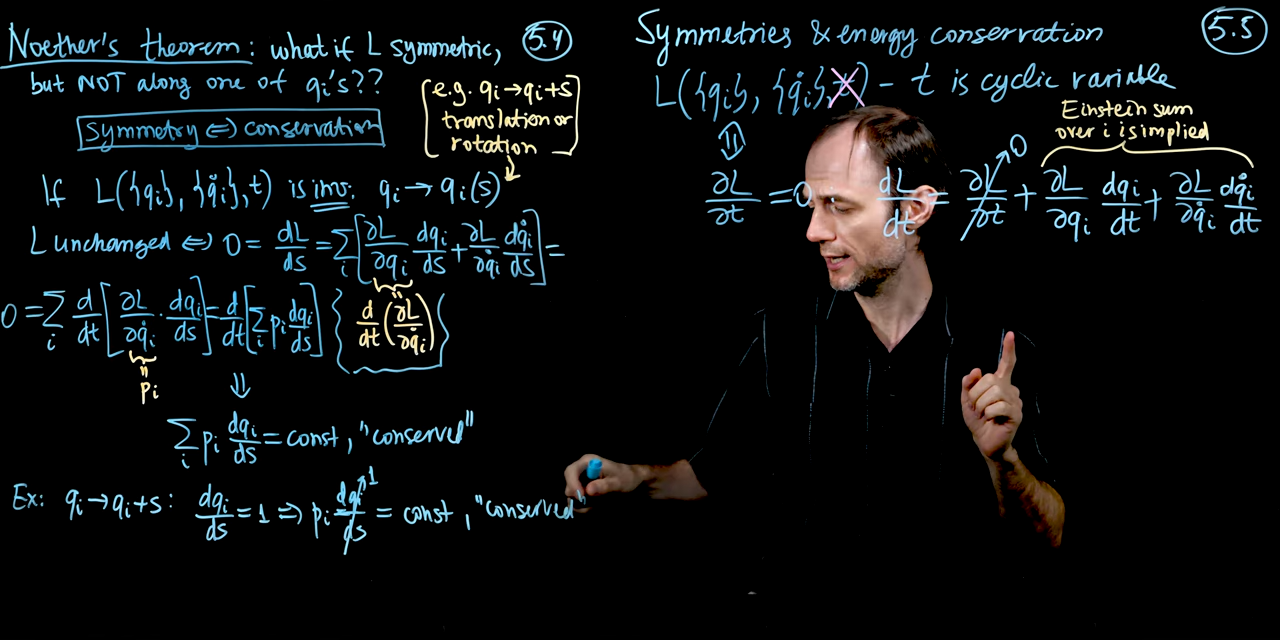 Noether's theorem: what if L symmetric, (5.4)
but NOT along one of qᵢ's??
[e.g. qᵢ → qᵢ+s
translation or
rotation]
Symmetry ⇔ conservation
If L({qᵢ}, {q̇ᵢ}, t) is inv. qᵢ → qᵢ(s)
L unchanged ⇔ 0 = dL/ds = Σᵢ [∂L/∂qᵢ dqᵢ/ds + ∂L/∂q̇ᵢ dq̇ᵢ/ds] =
0 = Σᵢ d/dt [∂L/∂q̇ᵢ · dqᵢ/ds] = d/dt [Σᵢ pᵢ dqᵢ/ds] { d/dt (∂L/∂q̇ᵢ) }
" pᵢ
⇓
Σᵢ pᵢ dqᵢ/ds = const, "conserved"
Ex: qᵢ → qᵢ+s: dqᵢ/ds = 1 ⇒ pᵢ dqᵢ/ds ↗1 = const, "conserved"
Symmetries & energy conservation (5.5)
L({qᵢ}, {q̇ᵢ}, t) – t is cyclic variable
Einstein sum
over i is implied
⇓
∂L/∂t = 0 dL/dt = ∂L/∂t ↗0 + ∂L/∂qᵢ dqᵢ/dt + ∂L/∂q̇ᵢ dq̇ᵢ/dt